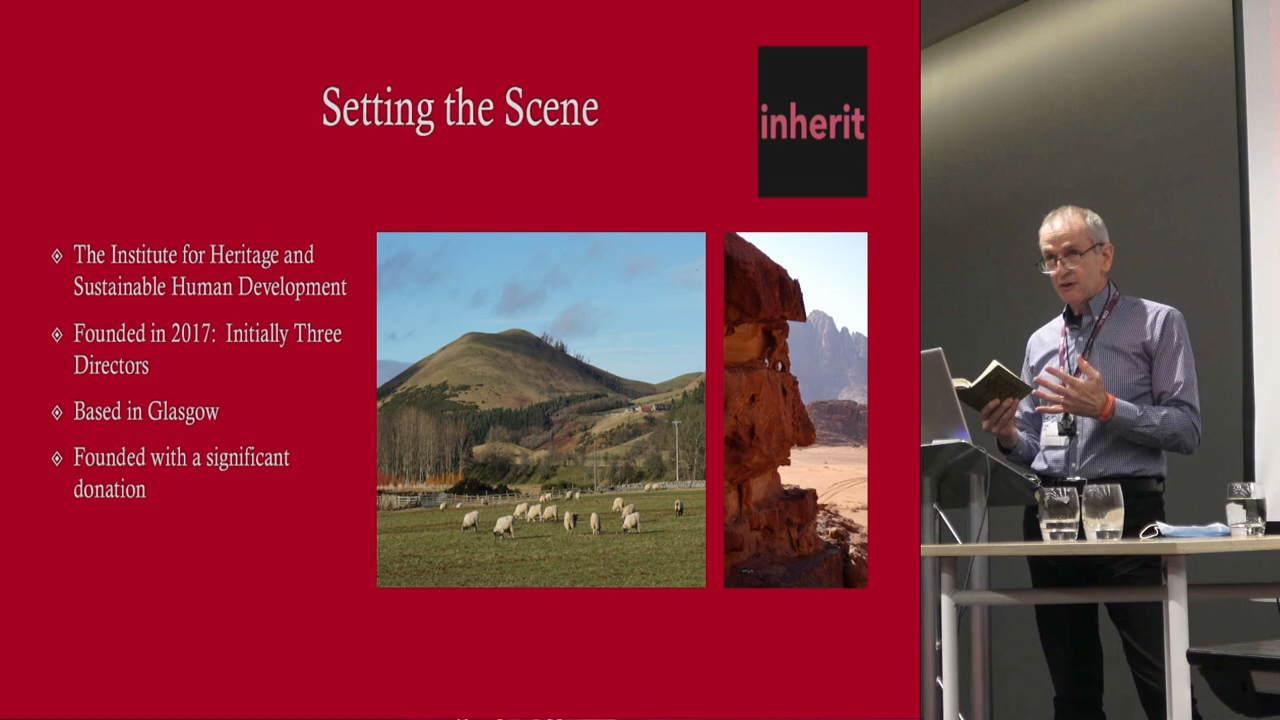 Setting the Scene
inherit
The Institute for Heritage and
Sustainable Human Development
Founded in 2017:  Initially Three
Directors
Based in Glasgow
Founded with a significant
donation